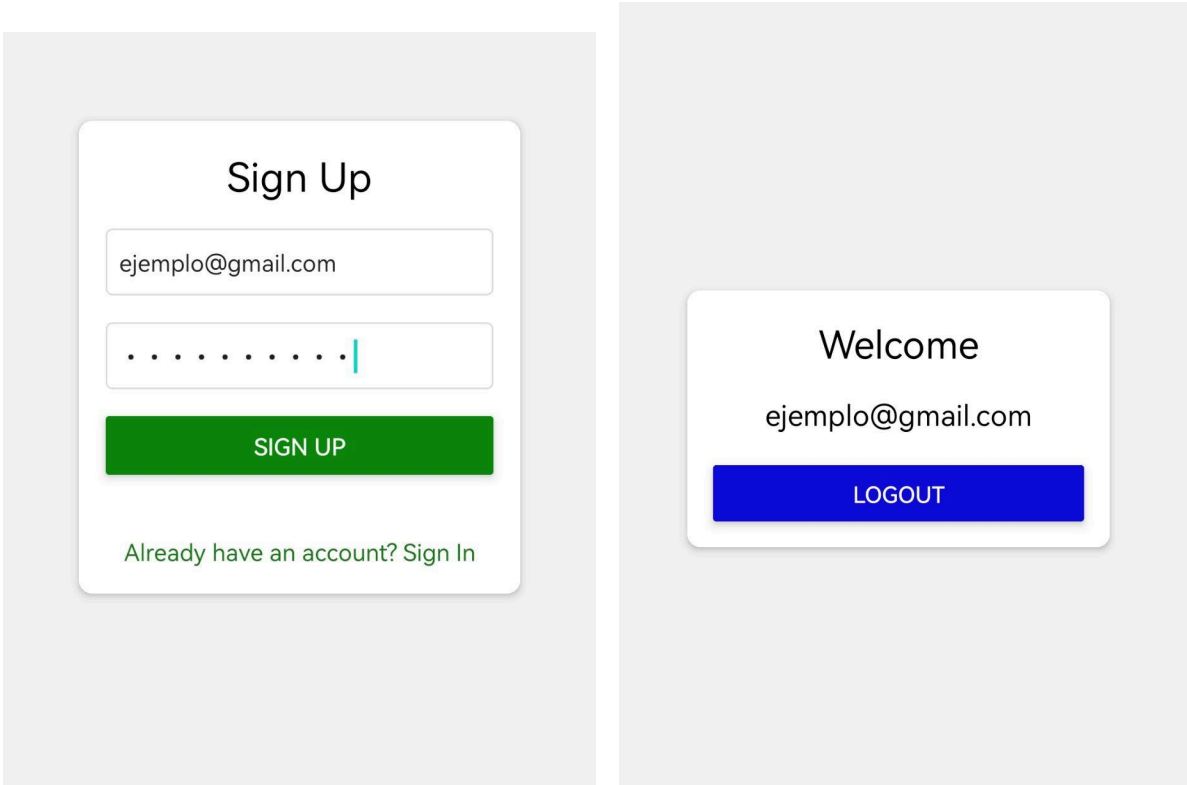 Sign Up
ejemplo@gmail.com
••••••••••
SIGN UP
Already have an account? Sign In
Welcome
ejemplo@gmail.com
LOGOUT